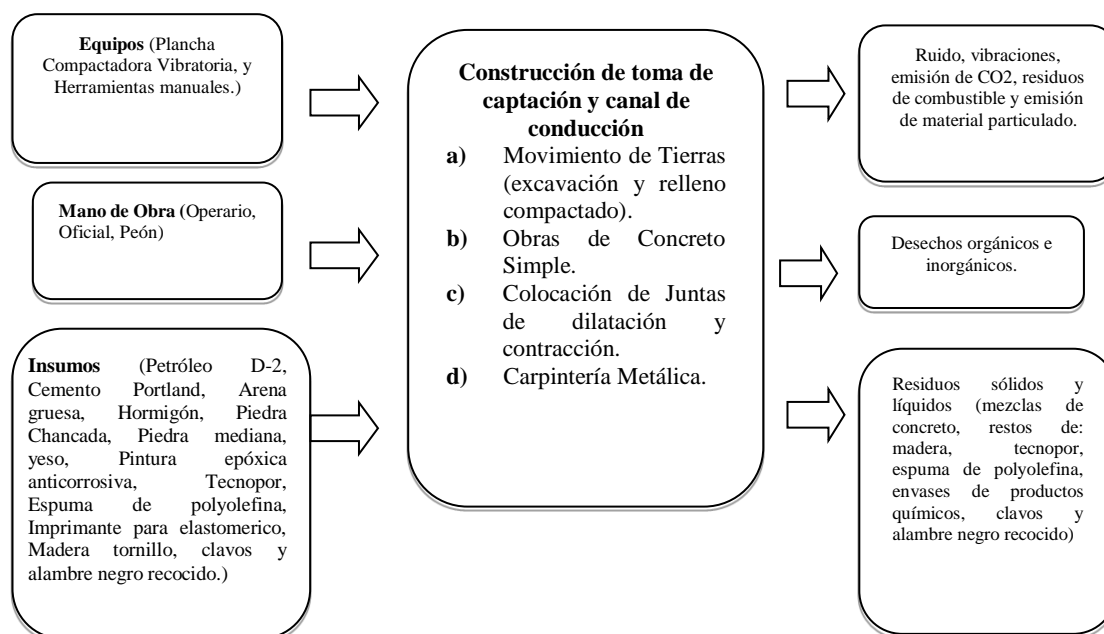 Equipos (Plancha
Compactadora Vibratoria, y
Herramientas manuales.)
Mano de Obra (Operario,
Oficial, Peón)
Insumos (Petróleo D-2,
Cemento Portland, Arena
gruesa, Hormigón, Piedra
Chancada, Piedra mediana,
yeso, Pintura epóxica
anticorrosiva, Tecnopor,
Espuma de polyolefina,
Imprimante para elastomerico,
Madera tornillo, clavos y
alambre negro recocido.)
Construcción de toma de
captación y canal de
conducción
a) Movimiento de Tierras
(excavación y relleno
compactado).
b) Obras de Concreto
Simple.
c) Colocación de Juntas
de dilatación y
contracción.
d) Carpintería Metálica.
Ruido, vibraciones,
emisión de CO2, residuos
de combustible y emisión
de material particulado.
Desechos orgánicos e
inorgánicos.
Residuos sólidos y
líquidos (mezclas de
concreto, restos de:
madera, tecnopor,
espuma de polyolefina,
envases de productos
químicos, clavos y
alambre negro recocido)